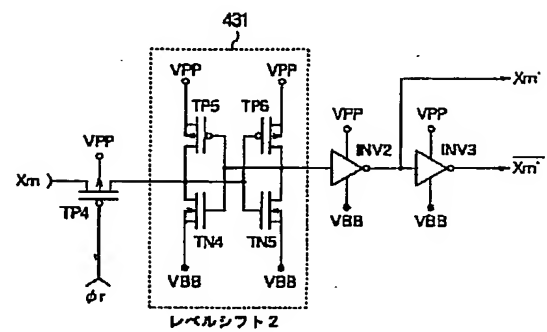 431
VPP
VPP
TP5
TP6
VPP
VPP
VPP
INV2
INV3
Xm'
Xm
Xm'
TP4
TN4
TN5
VBB
VBB
VBB
VBB
φr
レベルシフト2